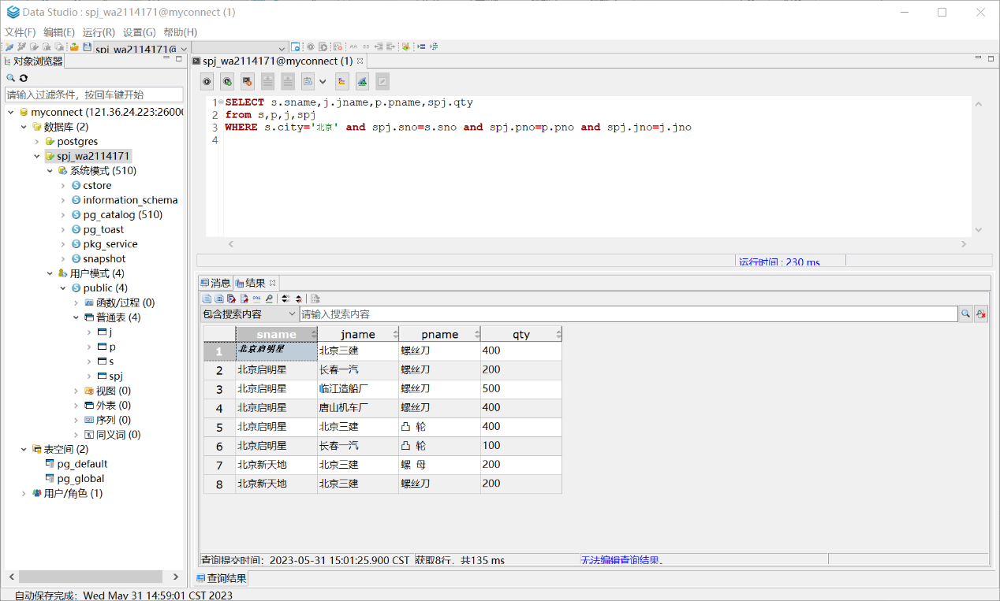 Data Studio : spj_wa2114171@myconnect (1)
文件(F) 编辑(E) 运行(R) 设置(G) 帮助(H)
spj_wa2114171@
对象浏览器
请输入过滤条件，按回车键开始
myconnect (121.36.24.223:26000
数据库 (2)
postgres
spj_wa2114171
系统模式 (510)
cstore
information_schema
pg_catalog (510)
pg_toast
pkg_service
snapshot
用户模式 (4)
public (4)
函数/过程 (0)
普通表 (4)
j
p
s
spj
视图 (0)
外表 (0)
序列 (0)
同义词 (0)
表空间 (2)
pg_default
pg_global
用户/角色 (1)
spj_wa2114171@myconnect (1)
1 SELECT s.sname,j.jname,p.pname,spj.qty
2 from s,p,j,spj
3 WHERE s.city='北京' and spj.sno=s.sno and spj.pno=p.pno and spj.jno=j.jno
4
运行时间 : 230 ms
消息 结果
包含搜索内容 请输入搜索内容
sname jname pname qty
1 北京启明星 北京三建 螺丝刀 400
2 北京启明星 长春一汽 螺丝刀 200
3 北京启明星 临江造船厂 螺丝刀 500
4 北京启明星 唐山机车厂 螺丝刀 400
5 北京启明星 北京三建 凸 轮 400
6 北京启明星 长春一汽 凸 轮 100
7 北京新天地 北京三建 螺 母 200
8 北京新天地 北京三建 螺丝刀 200
查询提交时间：2023-05-31 15:01:25.900 CST 获取8行，共135 ms 无法编辑查询结果。
查询结果
自动保存完成：Wed May 31 14:59:01 CST 2023